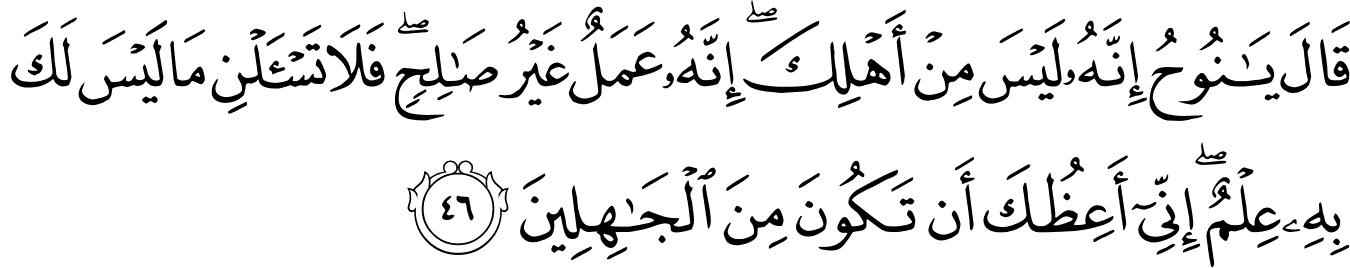 قَالَ يَـٰنُوحُ إِنَّهُۥ لَيْسَ مِنْ أَهْلِكَ ۖ إِنَّهُۥ عَمَلٌ غَيْرُ صَـٰلِحٍ ۖ فَلَا تَسْـَٔلْنِ مَا لَيْسَ لَكَ
بِهِۦ عِلْمٌ ۖ إِنِّىٓ أَعِظُكَ أَن تَكُونَ مِنَ ٱلْجَـٰهِلِينَ ٤٦